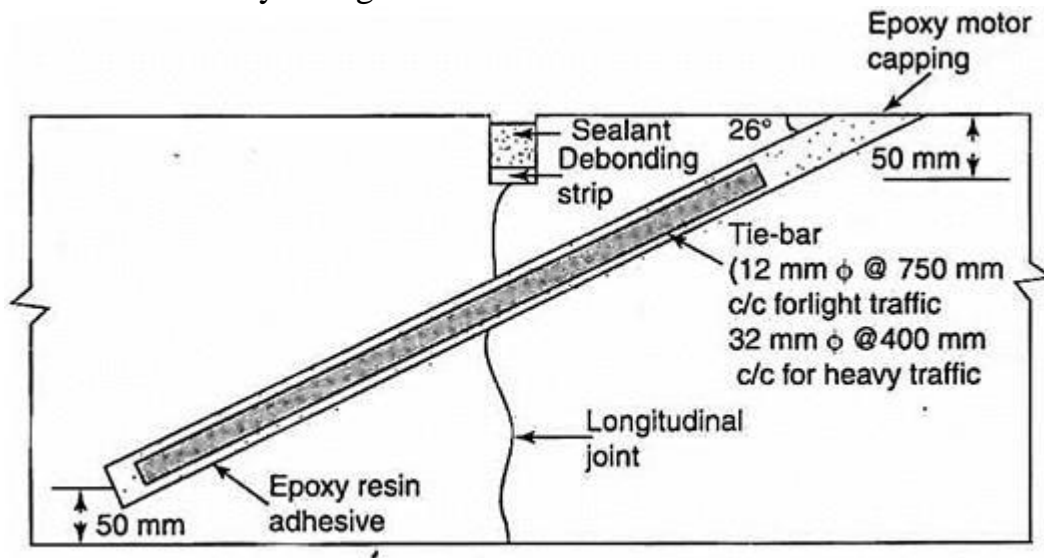 Epoxy motor
capping
Sealant
Debonding
strip
26°
50 mm
Tie-bar
(12 mm ϕ @ 750 mm
c/c forlight traffic
32 mm ϕ @400 mm
c/c for heavy traffic
Longitudinal
joint
Epoxy resin
adhesive
50 mm